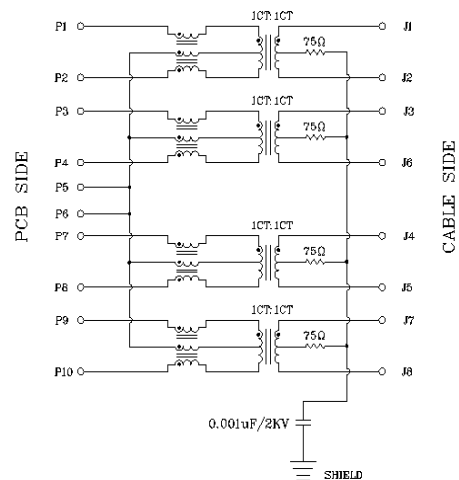 1CT:1CT
P1
J1
75Ω
P2
J2
1CT:1CT
P3
J3
75Ω
P4
J6
P5
P6
PCB SIDE
CABLE SIDE
1CT:1CT
P7
J4
75Ω
P8
J5
1CT:1CT
P9
J7
75Ω
P10
J8
0.001uF/2KV
SHIELD